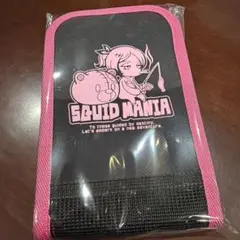 SQUID MANIA
To those guided by destiny,
Let's embark on a new adventure.